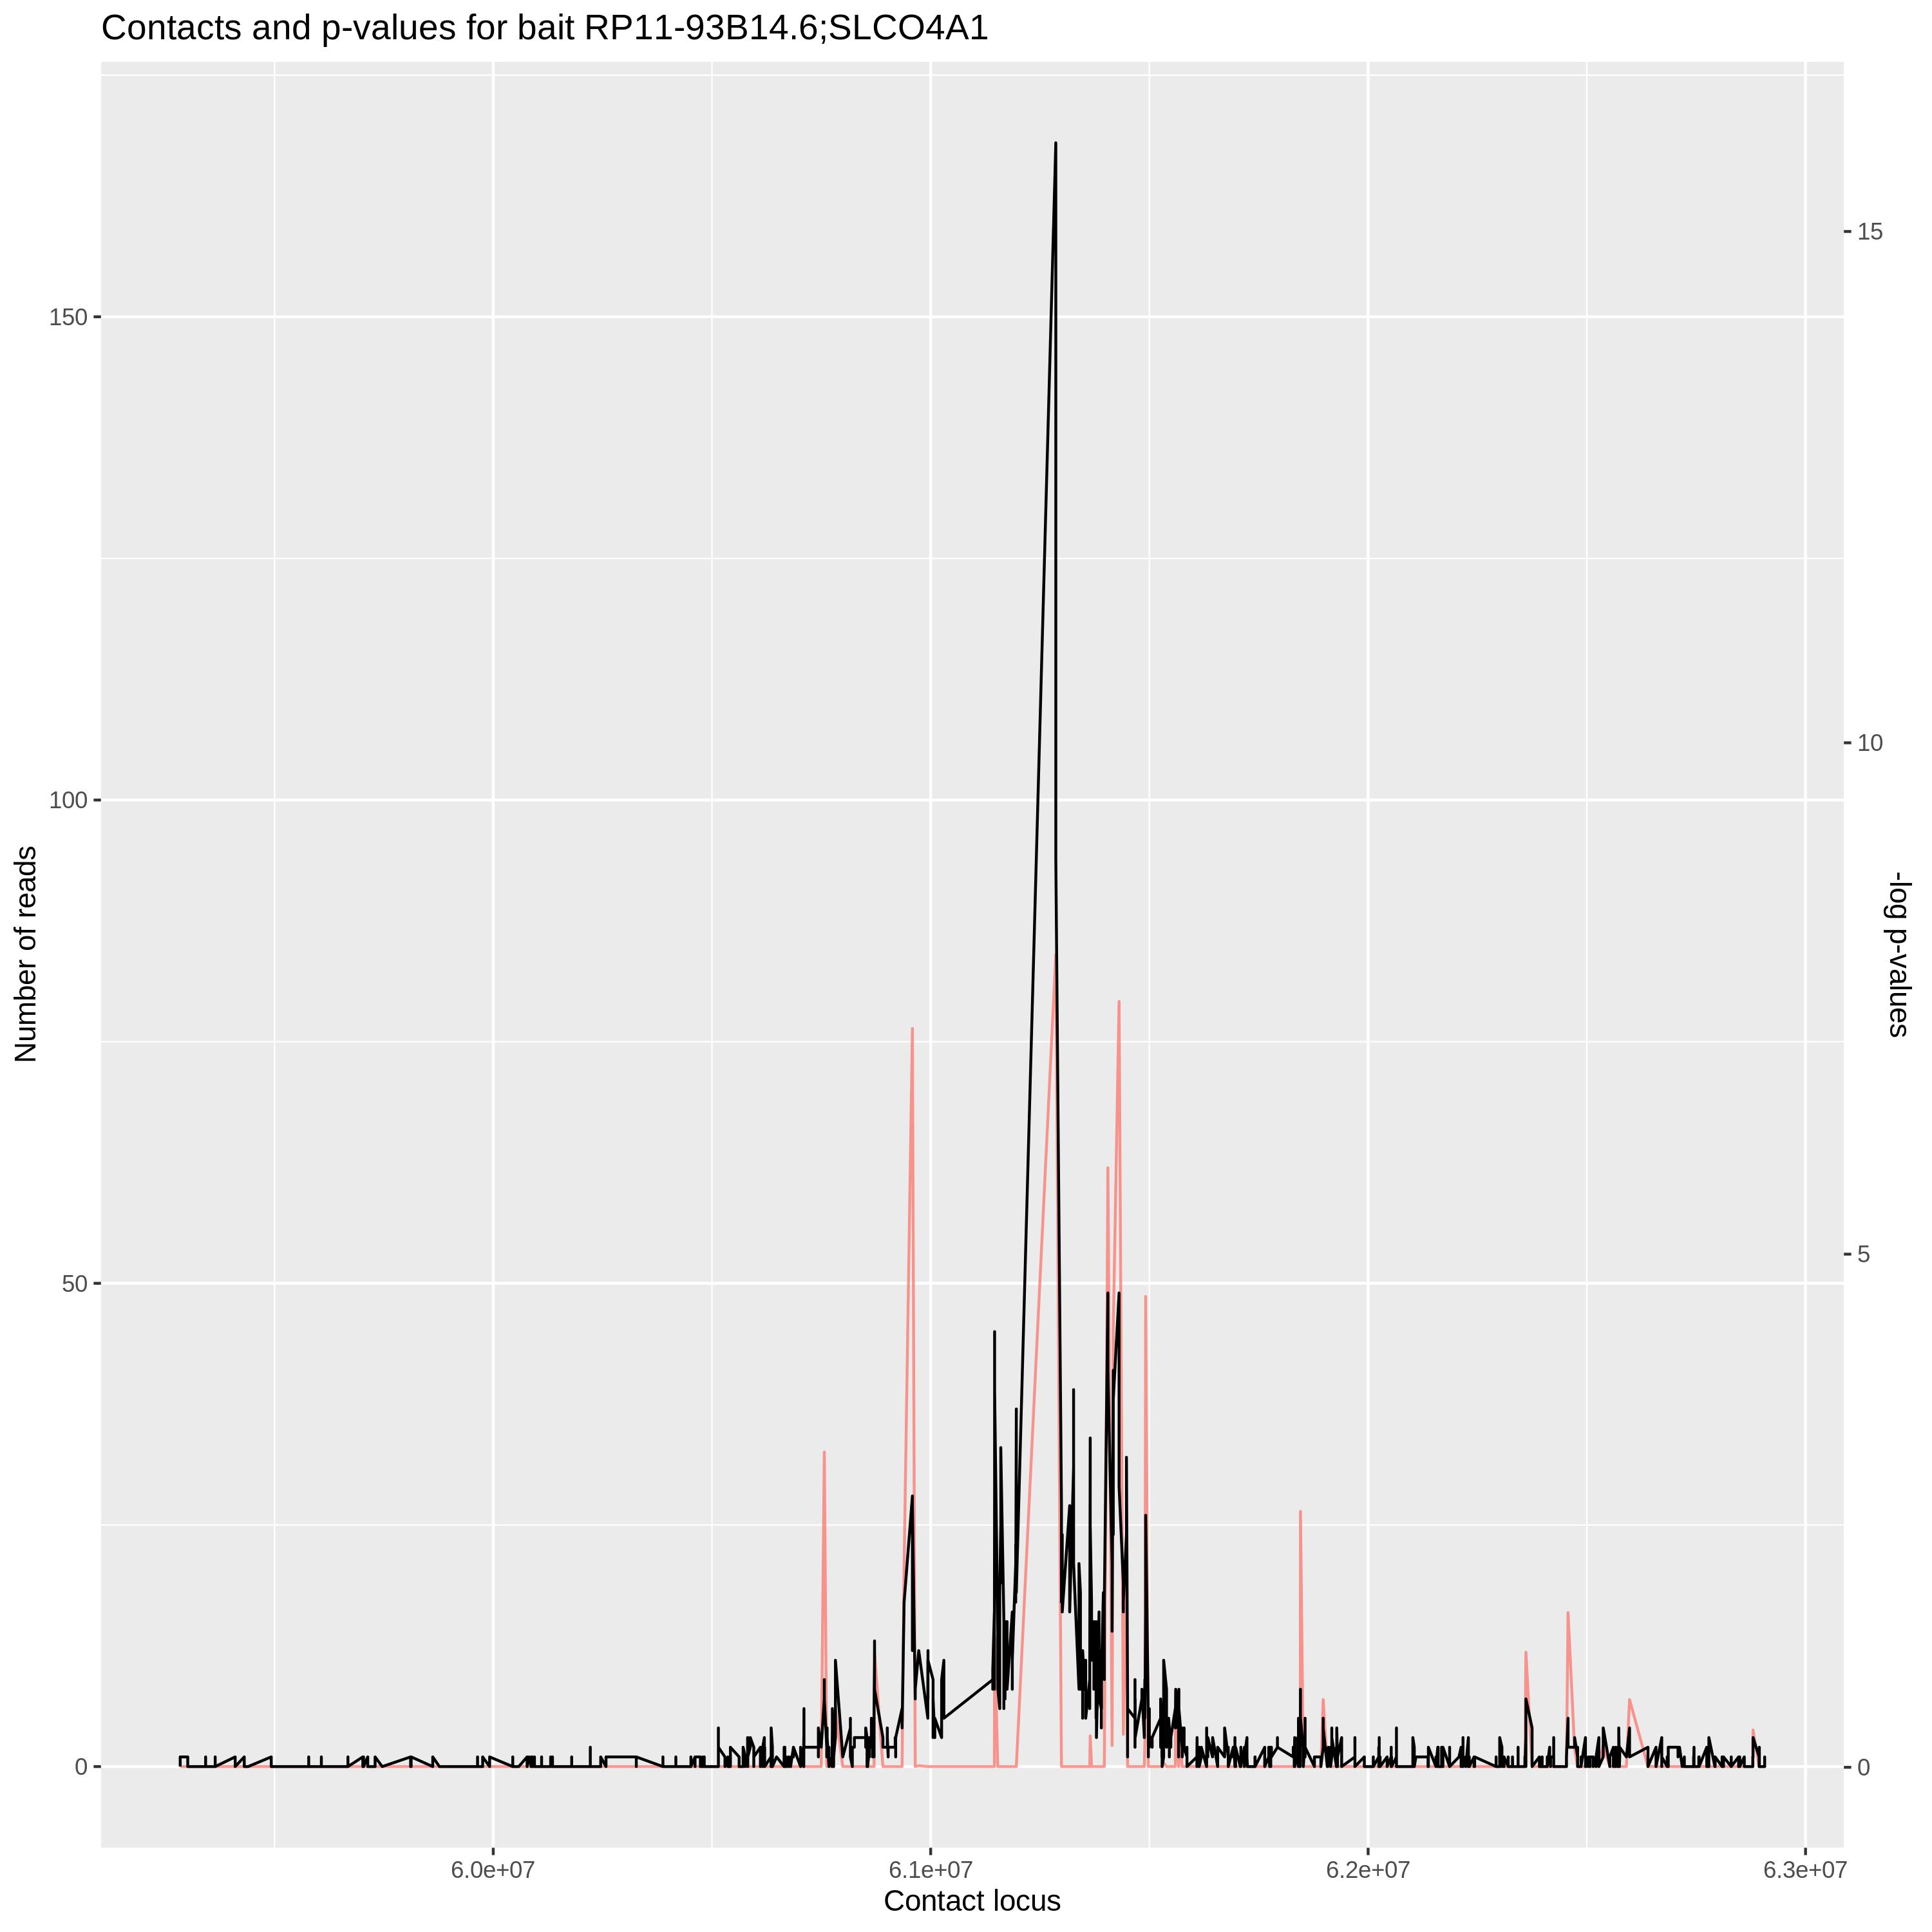 Contacts and p-values for bait RP11-93B14.6;SLCO4A1
150
100
50
0
Number of reads
15
10
5
0
-log p-values
6.0e+07
6.1e+07
6.2e+07
6.3e+07
Contact locus